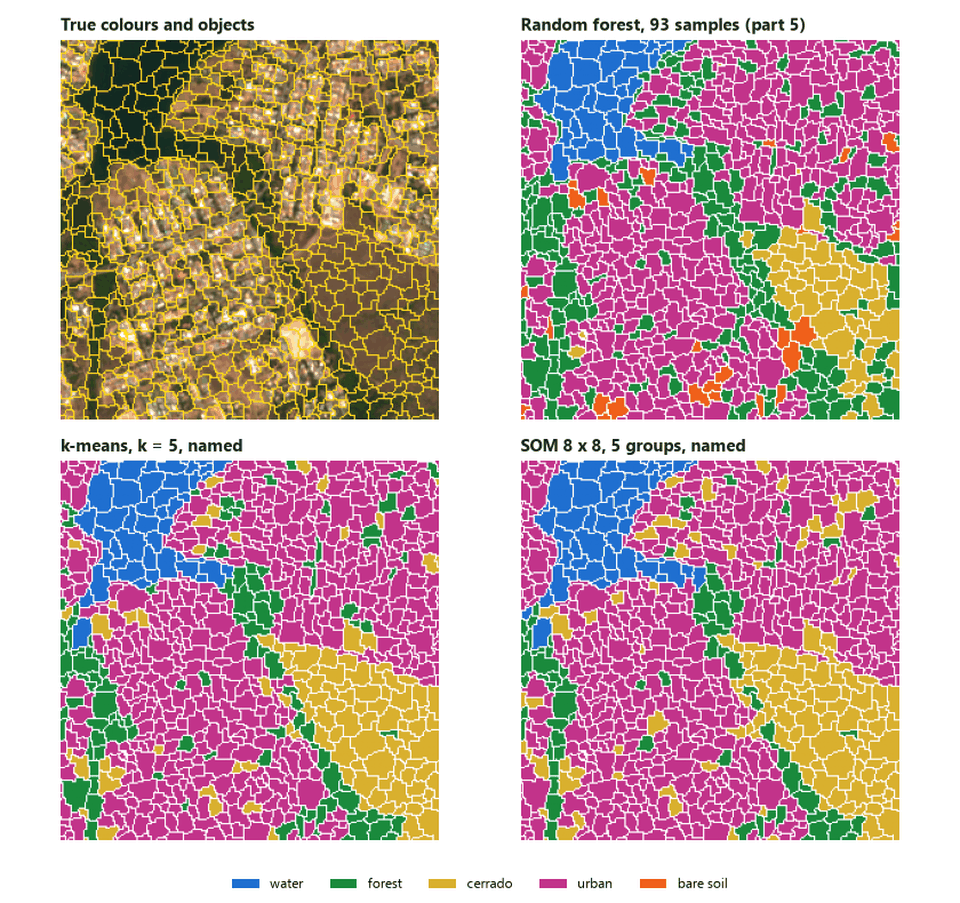 True colours and objects
Random forest, 93 samples (part 5)
k-means, k = 5, named
SOM 8 x 8, 5 groups, named
water forest cerrado urban bare soil